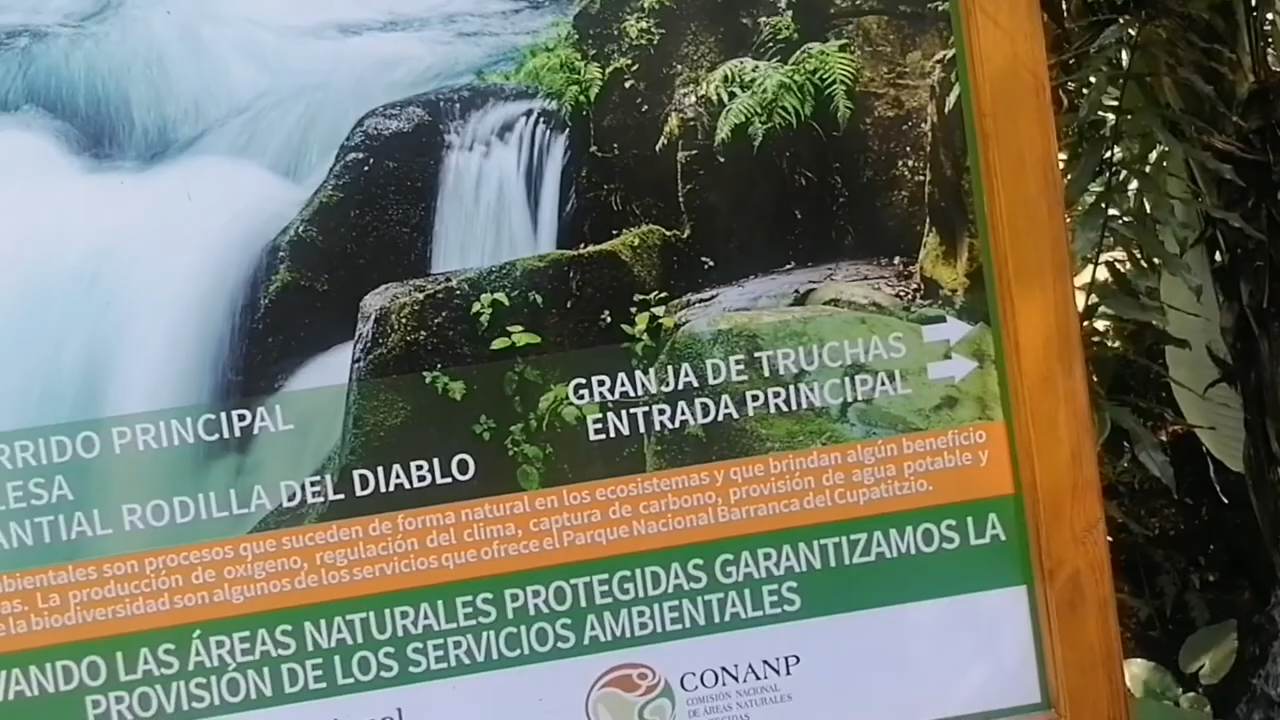 GRANJA DE TRUCHAS
ENTRADA PRINCIPAL
RRIDO PRINCIPAL
LESA
ANTIAL RODILLA DEL DIABLO
mbientales son procesos que suceden de forma natural en los ecosistemas y que brindan algún beneficio
as. La producción de oxígeno, regulación del clima, captura de carbono, provisión de agua potable y
e la biodiversidad son algunos de los servicios que ofrece el Parque Nacional Barranca del Cupatitzio.
VANDO LAS ÁREAS NATURALES PROTEGIDAS GARANTIZAMOS LA
PROVISIÓN DE LOS SERVICIOS AMBIENTALES
CONANP
COMISIÓN NACIONAL
DE ÁREAS NATURALES